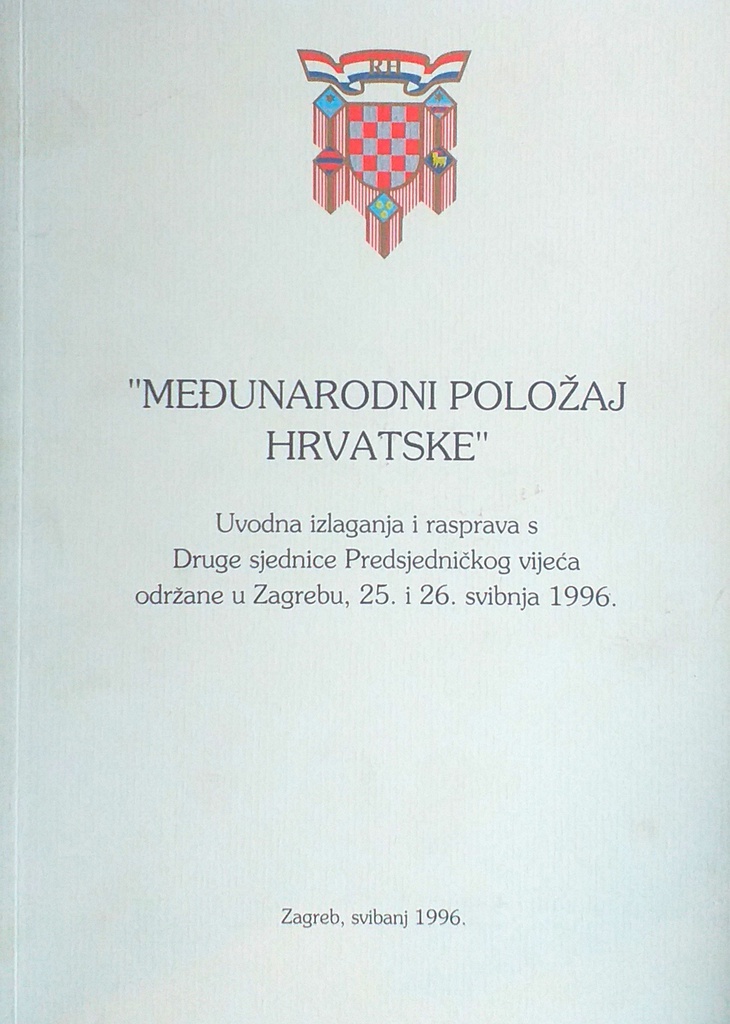 RH
"MEĐUNARODNI POLOŽAJ
HRVATSKE"
Uvodna izlaganja i rasprava s
Druge sjednice Predsjedničkog vijeća
održane u Zagrebu, 25. i 26. svibnja 1996.
Zagreb, svibanj 1996.